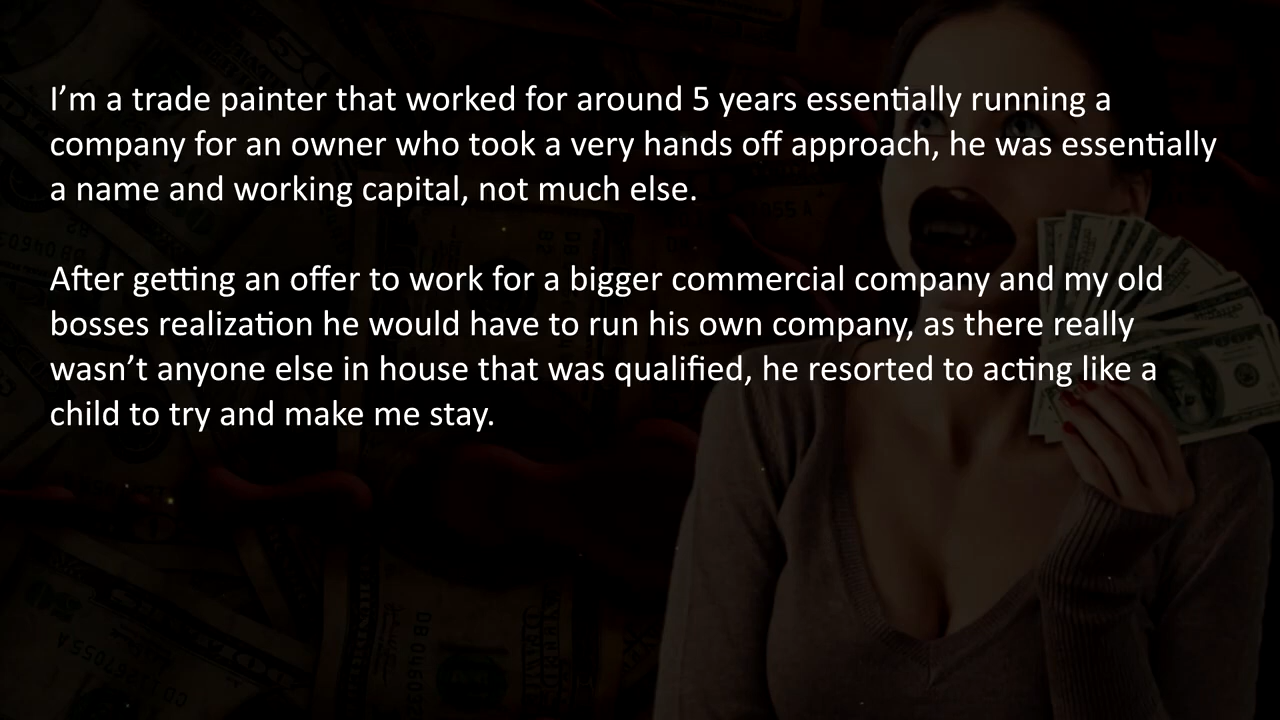 I’m a trade painter that worked for around 5 years essentially running a
company for an owner who took a very hands off approach, he was essentially
a name and working capital, not much else.
After getting an offer to work for a bigger commercial company and my old
bosses realization he would have to run his own company, as there really
wasn’t anyone else in house that was qualified, he resorted to acting like a
child to try and make me stay.